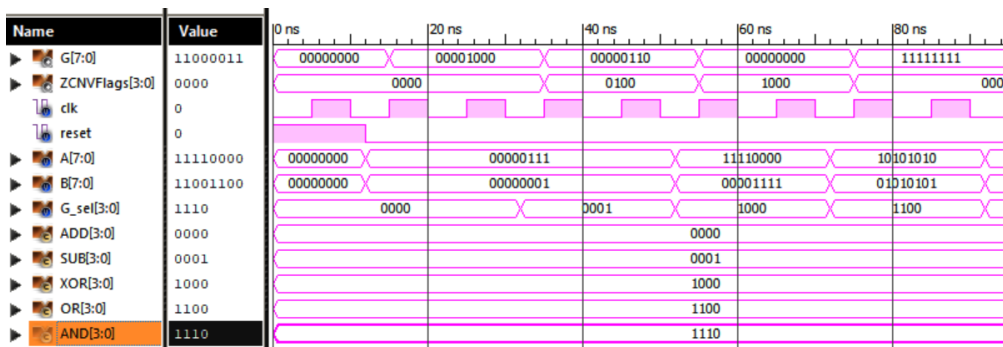 Name Value 0 ns 20 ns 40 ns 60 ns 80 ns
G[7:0] 11000011 00000000 00001000 00000110 00000000 11111111
ZCNVFlags[3:0] 0000 0000 0100 1000 000
clk 0
reset 0
A[7:0] 11110000 00000000 00000111 11110000 10101010
B[7:0] 11001100 00000000 00000001 00001111 01010101
G_sel[3:0] 1110 0000 0001 1000 1100
ADD[3:0] 0000 0000
SUB[3:0] 0001 0001
XOR[3:0] 1000 1000
OR[3:0] 1100 1100
AND[3:0] 1110 1110